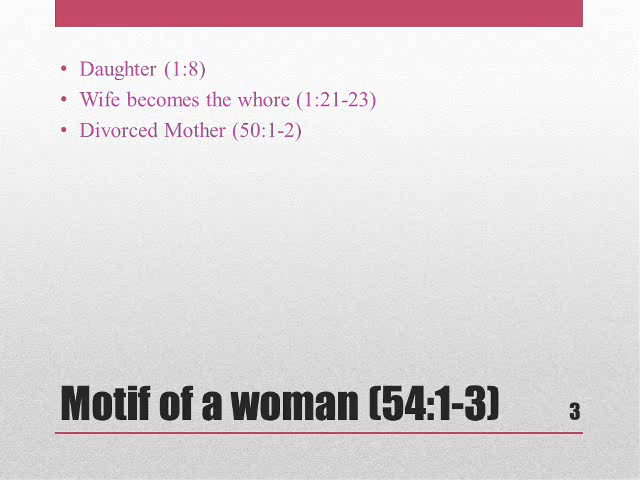 • Daughter (1:8)
• Wife becomes the whore (1:21-23)
• Divorced Mother (50:1-2)
Motif of a woman (54:1-3)
3